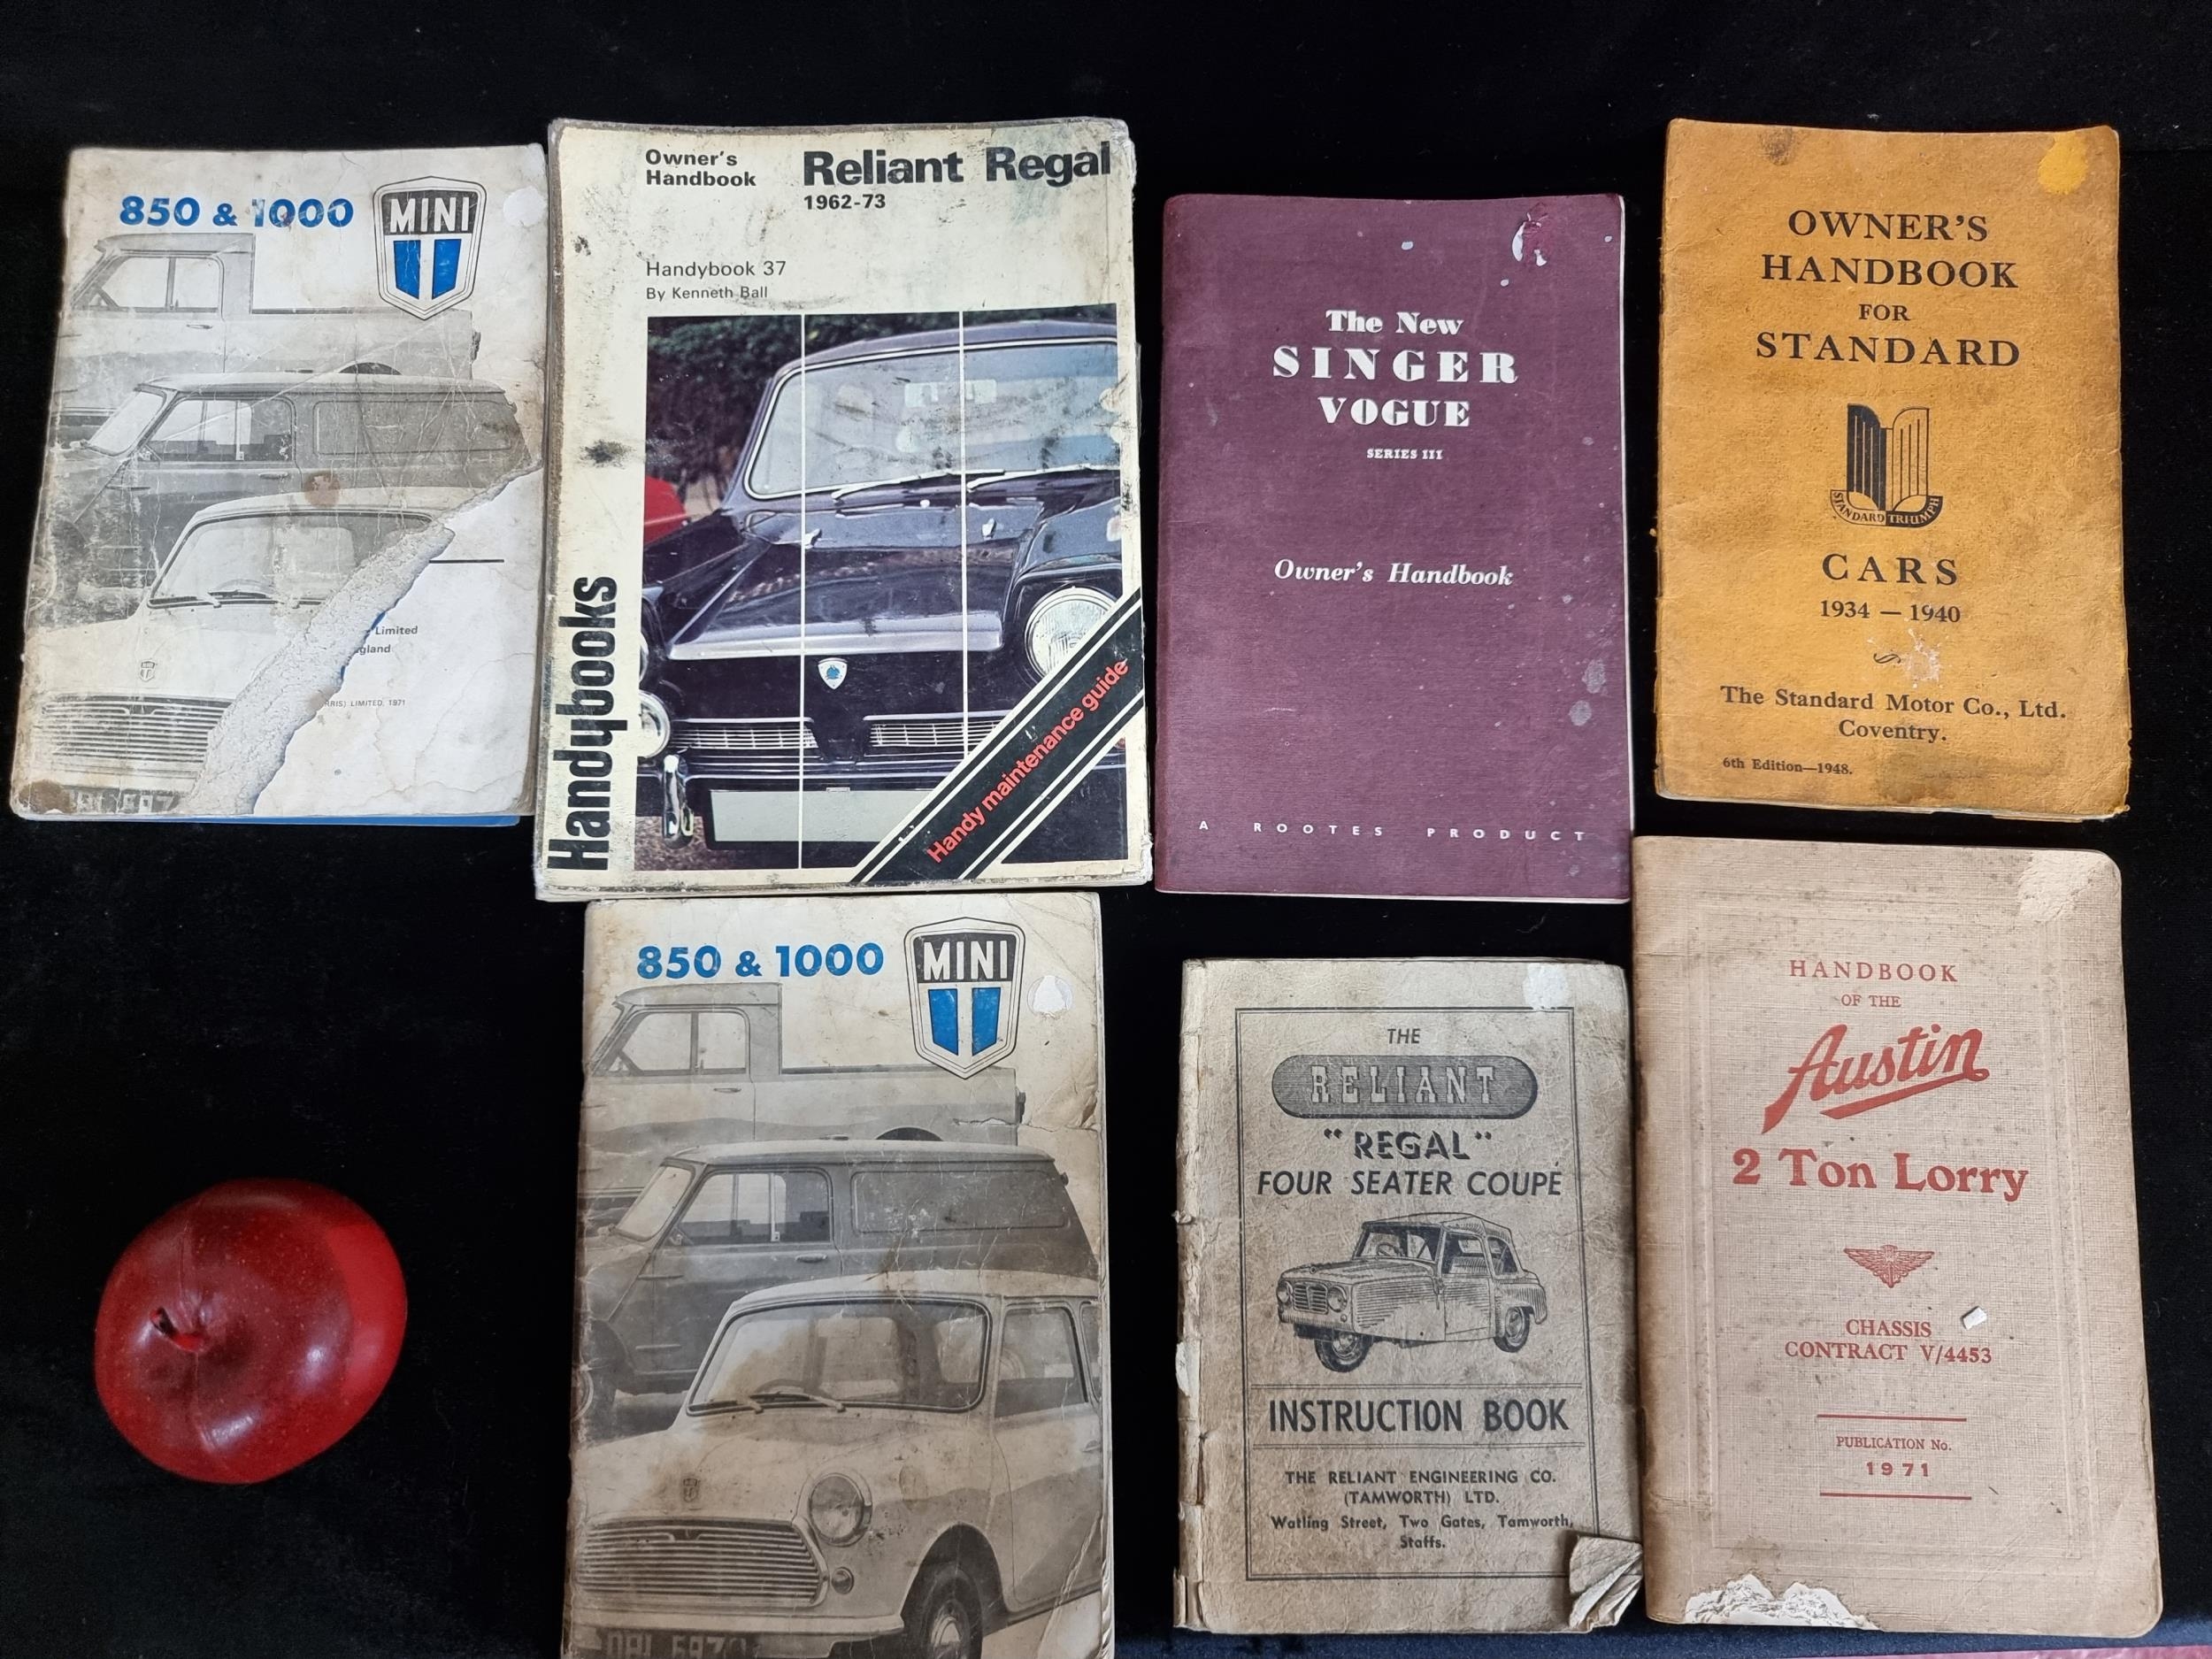 850 & 1000
MINI
Limited
gland
RRIS) LIMITED, 1971
Owner's
Handbook
Reliant Regal
1962-73
Handybook 37
By Kenneth Ball
Handybooks
Handy maintenance guide
The New
SINGER
VOGUE
SERIES III
Owner's Handbook
A ROOTES PRODUCT
OWNER'S
HANDBOOK
FOR
STANDARD
STANDARD TRIUMPH
CARS
1934 — 1940
The Standard Motor Co., Ltd.
Coventry.
6th Edition—1948.
850 & 1000
MINI
THE
RELIANT
"REGAL"
FOUR SEATER COUPÉ
INSTRUCTION BOOK
THE RELIANT ENGINEERING CO.
(TAMWORTH) LTD.
Watling Street, Two Gates, Tamworth,
Staffs.
HANDBOOK
OF THE
Austin
2 Ton Lorry
CHASSIS
CONTRACT V/4453
PUBLICATION No.
1971